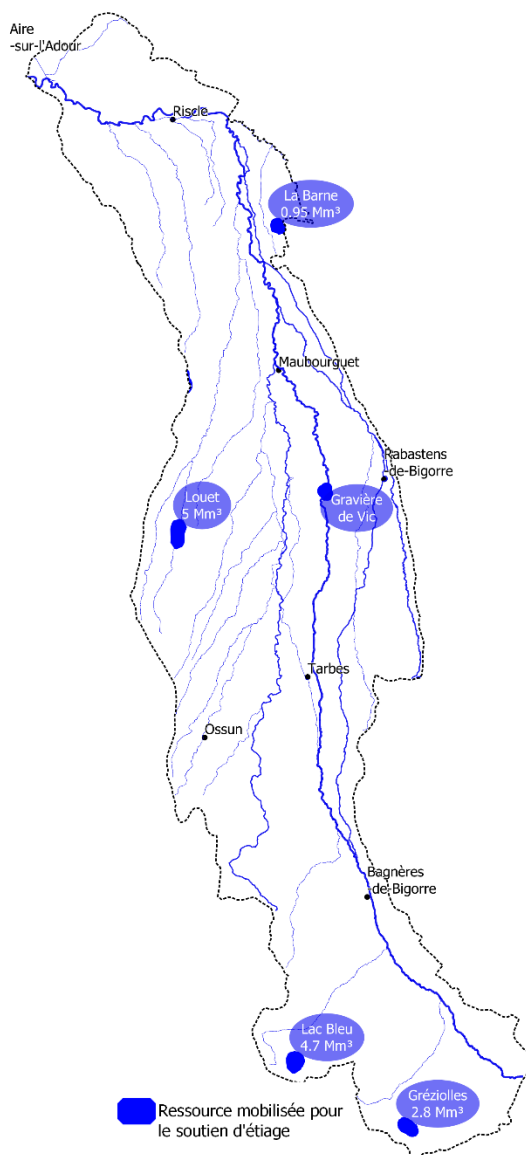 Aire
-sur-l'Adour
Riscle
La Barne
0.95 Mm³
Maubourguet
Rabastens
-de-Bigorre
Louet
5 Mm³
Gravière
de Vic
Tarbes
Ossun
Bagnères
-de-Bigorre
Lac Bleu
4.7 Mm³
Gréziolles
2.8 Mm³
Ressource mobilisée pour
le soutien d'étiage